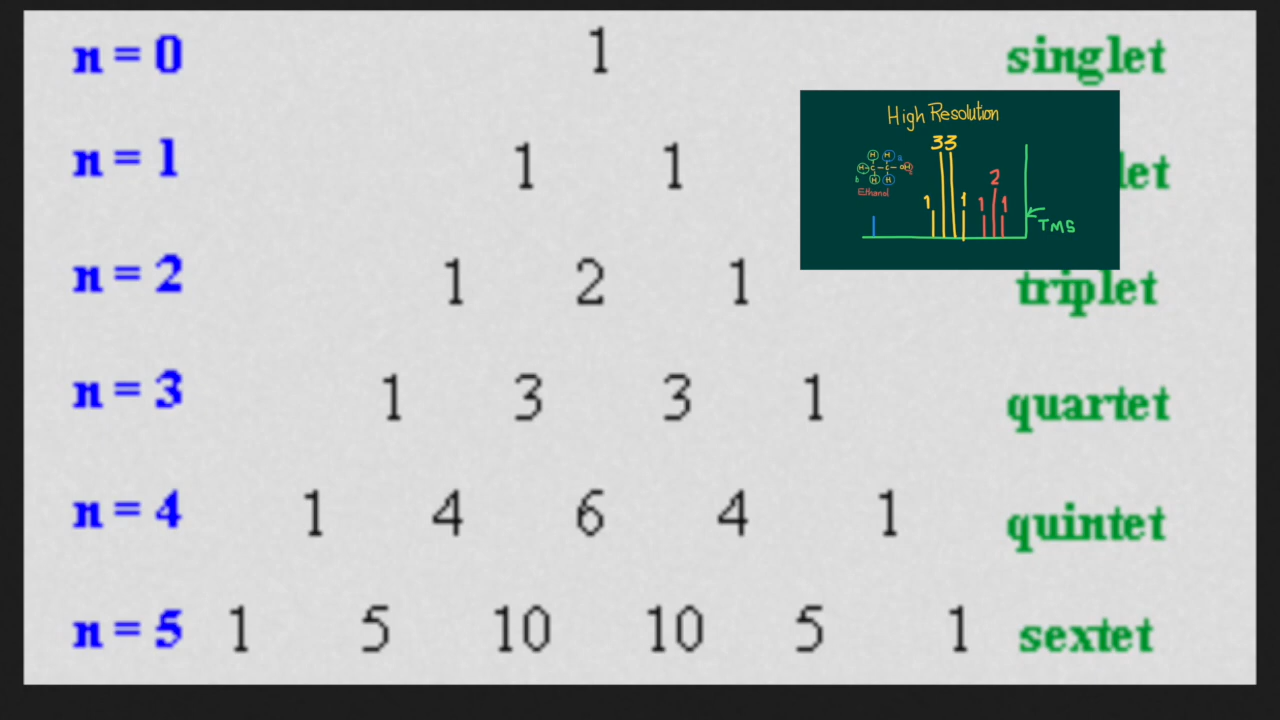 n = 0 1 singlet
n = 1 1 1 let
n = 2 1 2 1 triplet
n = 3 1 3 3 1 quartet
n = 4 1 4 6 4 1 quintet
n = 5 1 5 10 10 5 1 sextet
High Resolution
33
2
1 1 1 1
H H
H C C OH
H H
Ethanol
TMS